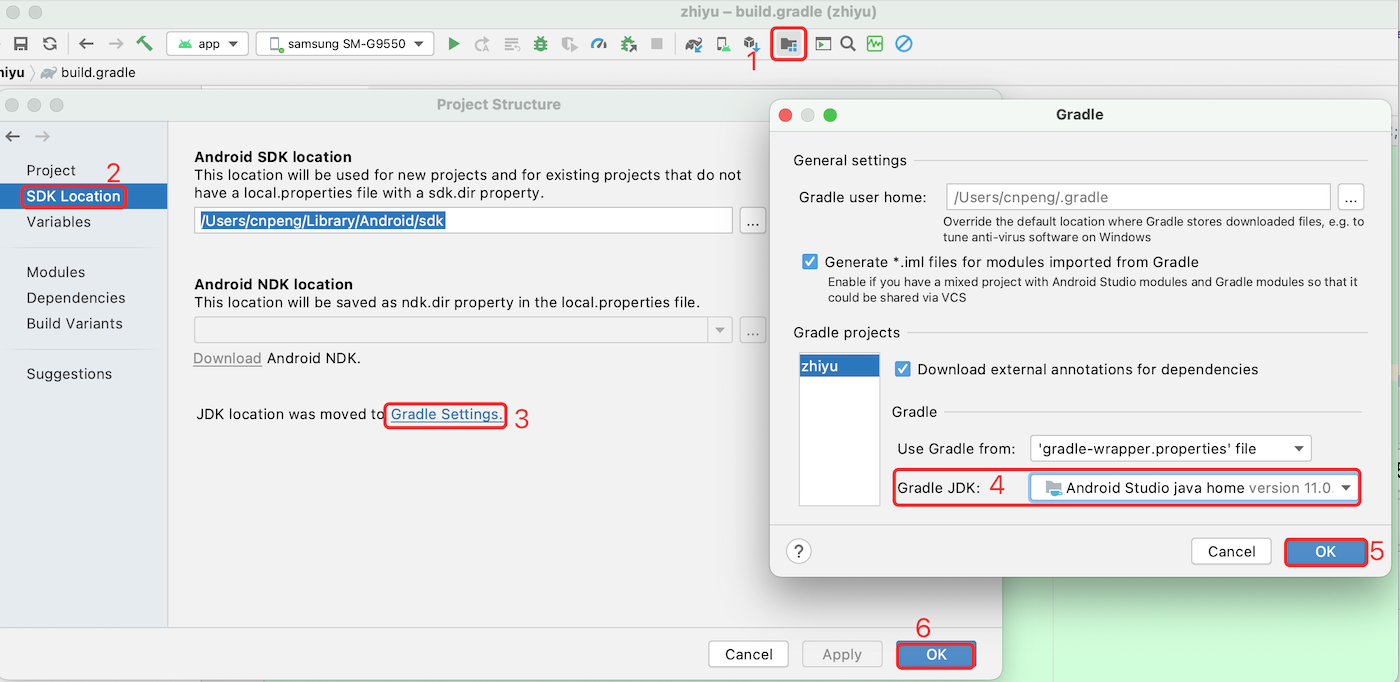 zhiyu – build.gradle (zhiyu)
app
samsung SM-G9550
1
hiyu
build.gradle
Project Structure
Project
2
SDK Location
Variables
Modules
Dependencies
Build Variants
Suggestions
Android SDK location
This location will be used for new projects and for existing projects that do not
have a local.properties file with a sdk.dir property.
/Users/cnpeng/Library/Android/sdk
...
Android NDK location
This location will be saved as ndk.dir property in the local.properties file.
...
Download Android NDK.
JDK location was moved to Gradle Settings.
3
6
Cancel
Apply
OK
Gradle
General settings
Gradle user home:
/Users/cnpeng/.gradle
...
Override the default location where Gradle stores downloaded files, e.g. to
tune anti-virus software on Windows
Generate *.iml files for modules imported from Gradle
Enable if you have a mixed project with Android Studio modules and Gradle modules so that it
could be shared via VCS
Gradle projects
zhiyu
Download external annotations for dependencies
Gradle
Use Gradle from:
'gradle-wrapper.properties' file
Gradle JDK:
4
Android Studio java home version 11.0.
?
Cancel
OK
5